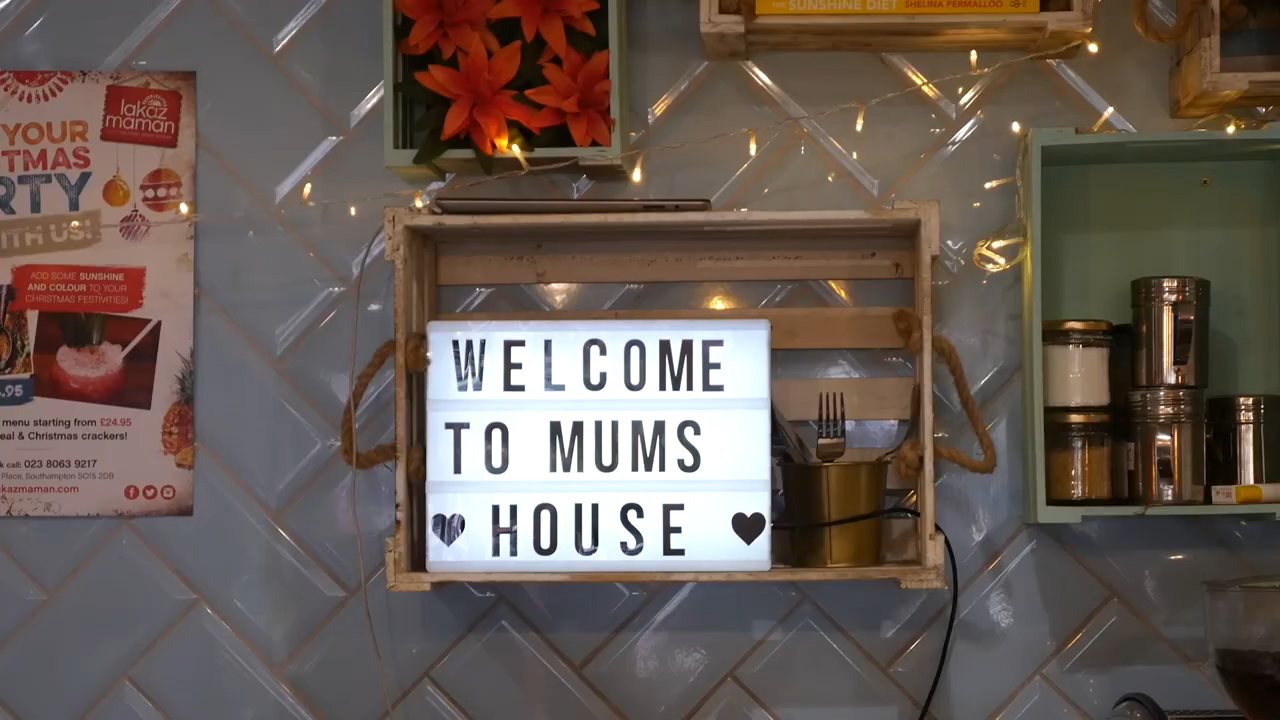 SUNSHINE DIET SHELINA PERMALLOO
lakaz
maman
YOUR
TMAS
RTY
WITH US!
ADD SOME SUNSHINE
AND COLOUR TO YOUR
CHRISTMAS FESTIVITIES!
.95
menu starting from £24.95
eal & Christmas crackers!
k call: 023 8063 9217
Place, Southampton SO15 2DB
kazmaman.com
WELCOME
TO MUMS
HOUSE